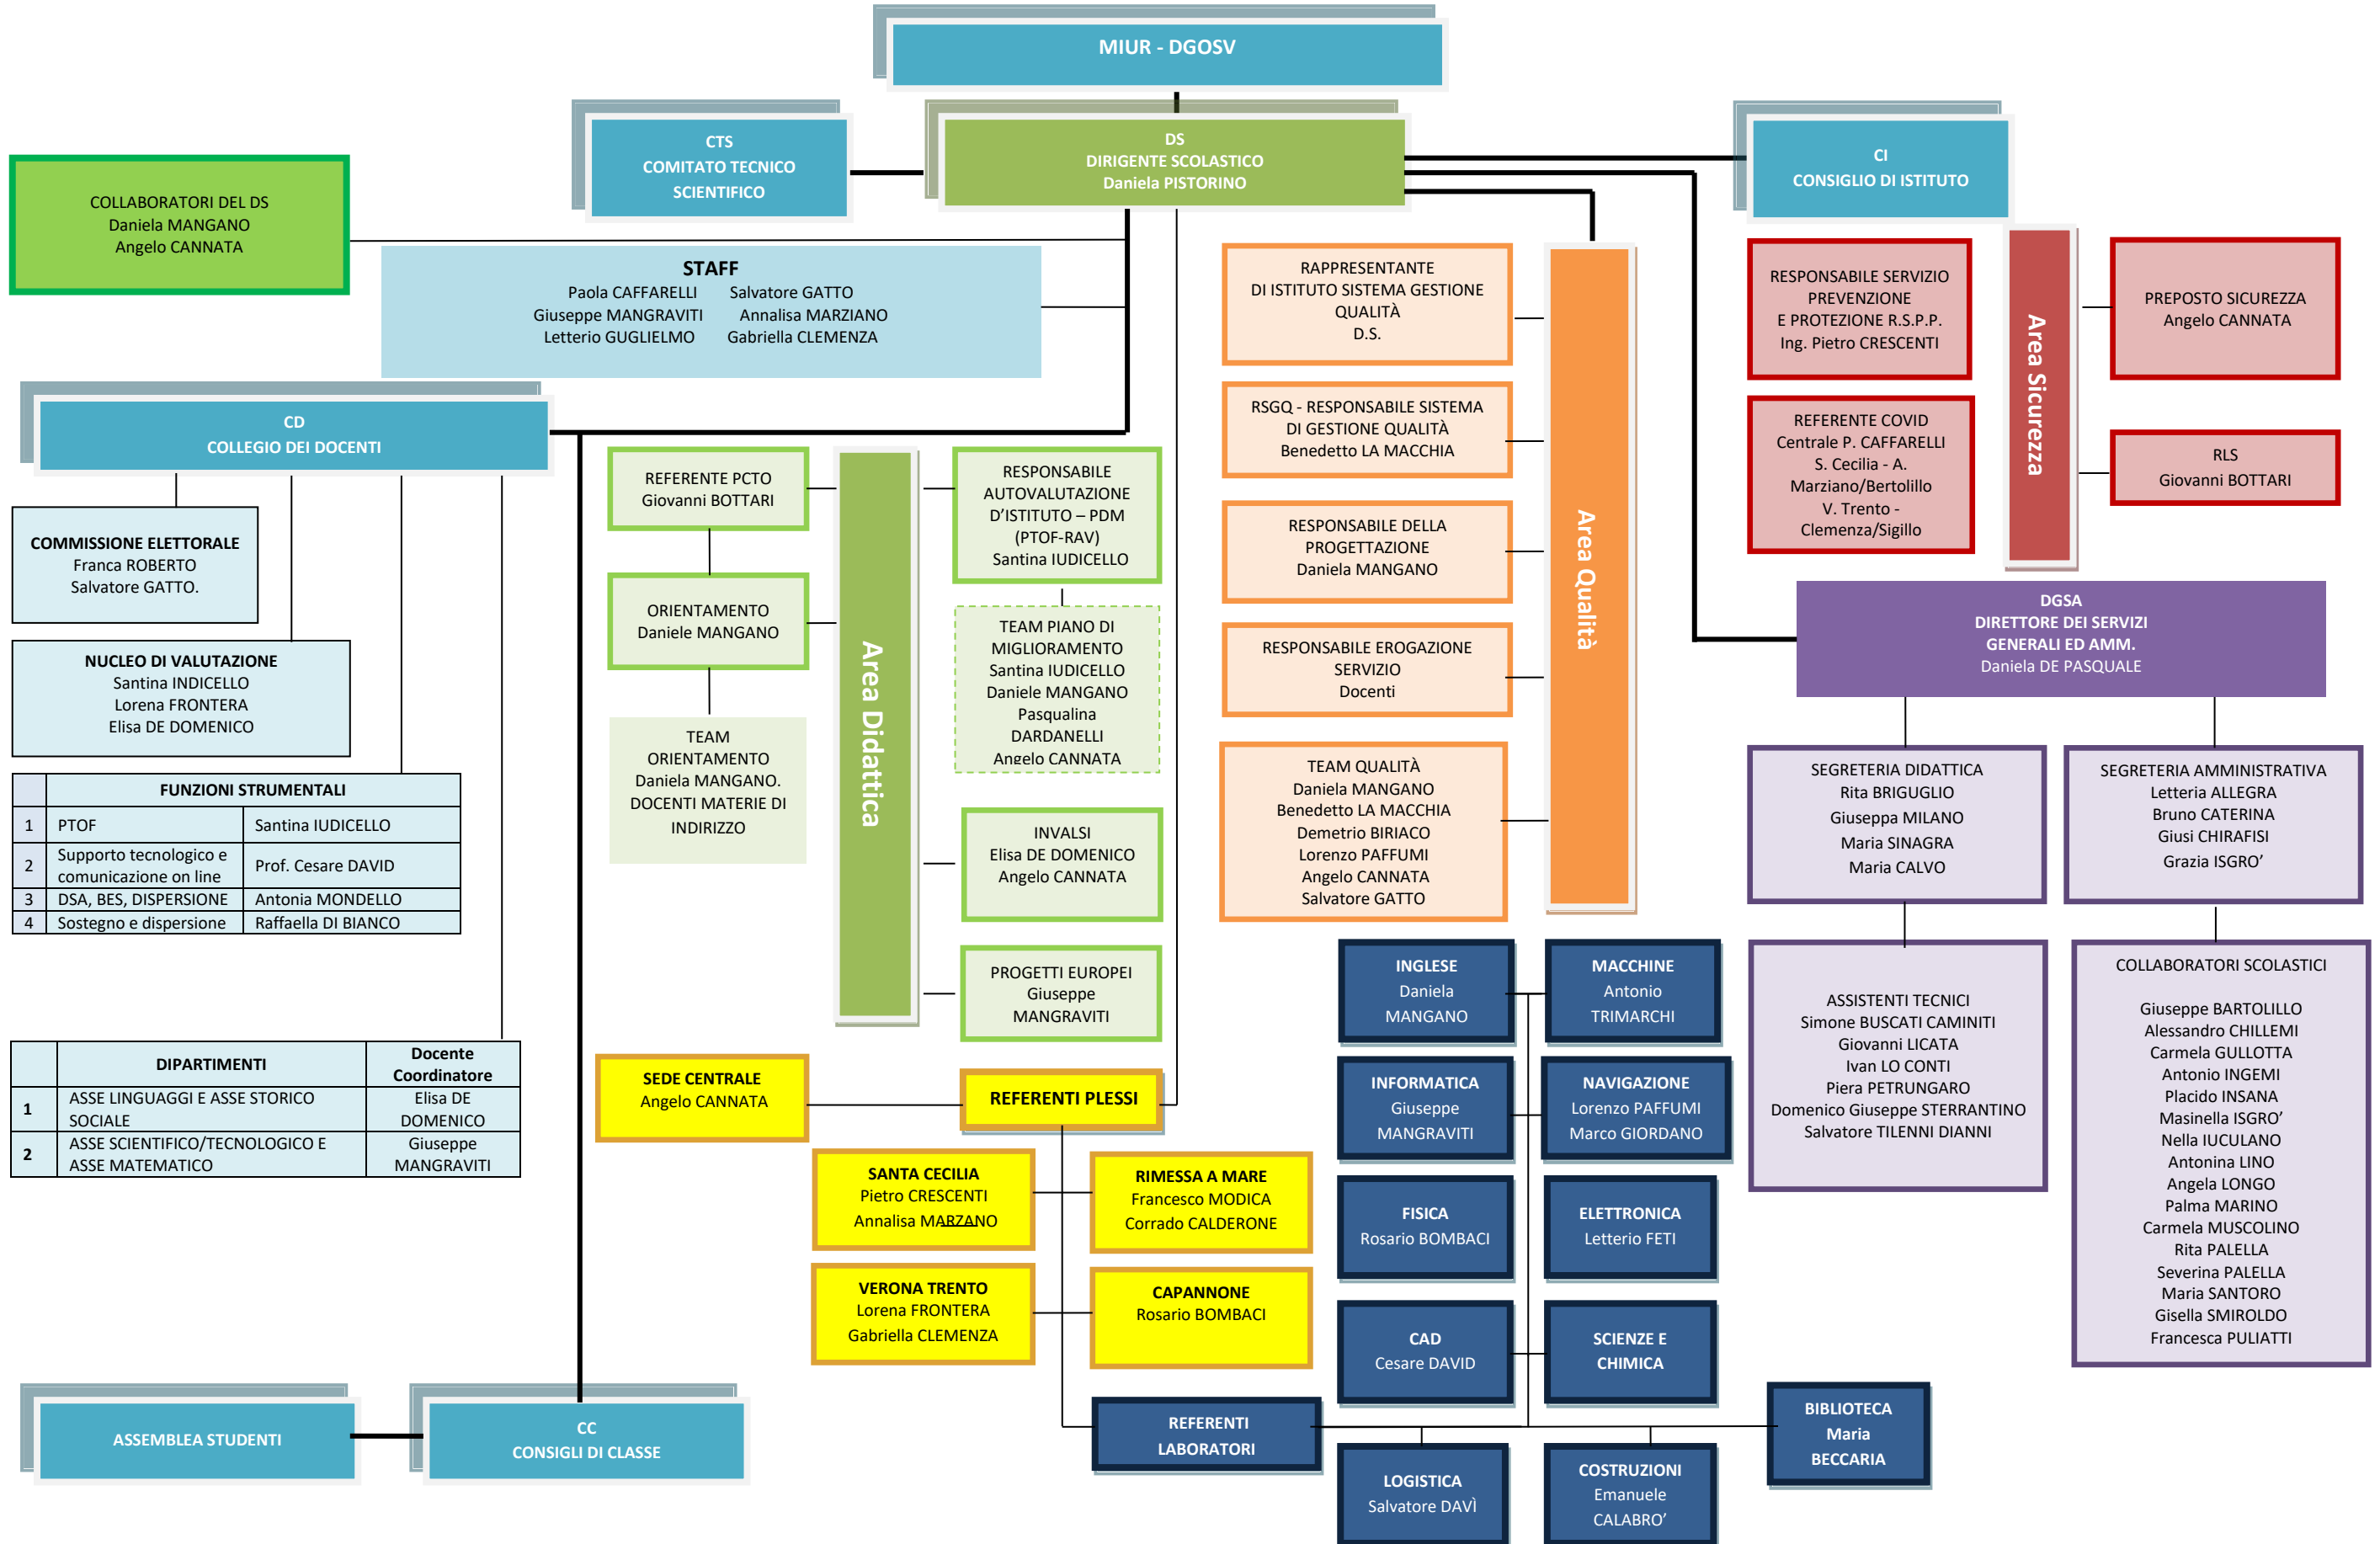 MIUR - DGOSV
CTS
COMITATO TECNICO
SCIENTIFICO
DS
DIRIGENTE SCOLASTICO
Daniela PISTORINO
CI
CONSIGLIO DI ISTITUTO
COLLABORATORI DEL DS
Daniela MANGANO
Angelo CANNATA
STAFF
Paola CAFFARELLI Salvatore GATTO
Giuseppe MANGRAVITI Annalisa MARZIANO
Letterio GUGLIELMO Gabriella CLEMENZA
CD
COLLEGIO DEI DOCENTI
COMMISSIONE ELETTORALE
Franca ROBERTO
Salvatore GATTO.
NUCLEO DI VALUTAZIONE
Santina INDICELLO
Lorena FRONTERA
Elisa DE DOMENICO
FUNZIONI STRUMENTALI
1 PTOF Santina IUDICELLO
2 Supporto tecnologico e
comunicazione on line Prof. Cesare DAVID
3 DSA, BES, DISPERSIONE Antonia MONDELLO
4 Sostegno e dispersione Raffaella DI BIANCO
DIPARTIMENTI Docente
Coordinatore
1 ASSE LINGUAGGI E ASSE STORICO
SOCIALE Elisa DE
DOMENICO
2 ASSE SCIENTIFICO/TECNOLOGICO E
ASSE MATEMATICO Giuseppe
MANGRAVITI
ASSEMBLEA STUDENTI
CC
CONSIGLI DI CLASSE
REFERENTE PCTO
Giovanni BOTTARI
ORIENTAMENTO
Daniele MANGANO
TEAM
ORIENTAMENTO
Daniela MANGANO.
DOCENTI MATERIE DI
INDIRIZZO
Area Didattica
RESPONSABILE
AUTOVALUTAZIONE
D'ISTITUTO – PDM
(PTOF-RAV)
Santina IUDICELLO
TEAM PIANO DI
MIGLIORAMENTO
Santina IUDICELLO
Daniele MANGANO
Pasqualina
DARDANELLI
Angelo CANNATA
INVALSI
Elisa DE DOMENICO
Angelo CANNATA
PROGETTI EUROPEI
Giuseppe
MANGRAVITI
SEDE CENTRALE
Angelo CANNATA
REFERENTI PLESSI
SANTA CECILIA
Pietro CRESCENTI
Annalisa MARZANO
RIMESSA A MARE
Francesco MODICA
Corrado CALDERONE
VERONA TRENTO
Lorena FRONTERA
Gabriella CLEMENZA
CAPANNONE
Rosario BOMBACI
RAPPRESENTANTE
DI ISTITUTO SISTEMA GESTIONE
QUALITÀ
D.S.
RSGQ - RESPONSABILE SISTEMA
DI GESTIONE QUALITÀ
Benedetto LA MACCHIA
RESPONSABILE DELLA
PROGETTAZIONE
Daniela MANGANO
RESPONSABILE EROGAZIONE
SERVIZIO
Docenti
TEAM QUALITÀ
Daniela MANGANO
Benedetto LA MACCHIA
Demetrio BIRIACO
Lorenzo PAFFUMI
Angelo CANNATA
Salvatore GATTO
Area Qualità
RESPONSABILE SERVIZIO
PREVENZIONE
E PROTEZIONE R.S.P.P.
Ing. Pietro CRESCENTI
REFERENTE COVID
Centrale P. CAFFARELLI
S. Cecilia - A.
Marziano/Bertolillo
V. Trento -
Clemenza/Sigillo
Area Sicurezza
PREPOSTO SICUREZZA
Angelo CANNATA
RLS
Giovanni BOTTARI
DGSA
DIRETTORE DEI SERVIZI
GENERALI ED AMM.
Daniela DE PASQUALE
SEGRETERIA DIDATTICA
Rita BRIGUGLIO
Giuseppa MILANO
Maria SINAGRA
Maria CALVO
SEGRETERIA AMMINISTRATIVA
Letteria ALLEGRA
Bruno CATERINA
Giusi CHIRAFISI
Grazia ISGRO'
ASSISTENTI TECNICI
Simone BUSCATI CAMINITI
Giovanni LICATA
Ivan LO CONTI
Piera PETRUNGARO
Domenico Giuseppe STERRANTINO
Salvatore TILENNI DIANNI
COLLABORATORI SCOLASTICI
Giuseppe BARTOLILLO
Alessandro CHILLEMI
Carmela GULLOTTA
Antonio INGEMI
Placido INSANA
Masinella ISGRO'
Nella IUCULANO
Antonina LINO
Angela LONGO
Palma MARINO
Carmela MUSCOLINO
Rita PALELLA
Severina PALELLA
Maria SANTORO
Gisella SMIROLDO
Francesca PULIATTI
INGLESE
Daniela
MANGANO
MACCHINE
Antonio
TRIMARCHI
INFORMATICA
Giuseppe
MANGRAVITI
NAVIGAZIONE
Lorenzo PAFFUMI
Marco GIORDANO
FISICA
Rosario BOMBACI
ELETTRONICA
Letterio FETI
CAD
Cesare DAVID
SCIENZE E
CHIMICA
REFERENTI
LABORATORI
LOGISTICA
Salvatore DAVÌ
COSTRUZIONI
Emanuele
CALABRO'
BIBLIOTECA
Maria
BECCARIA